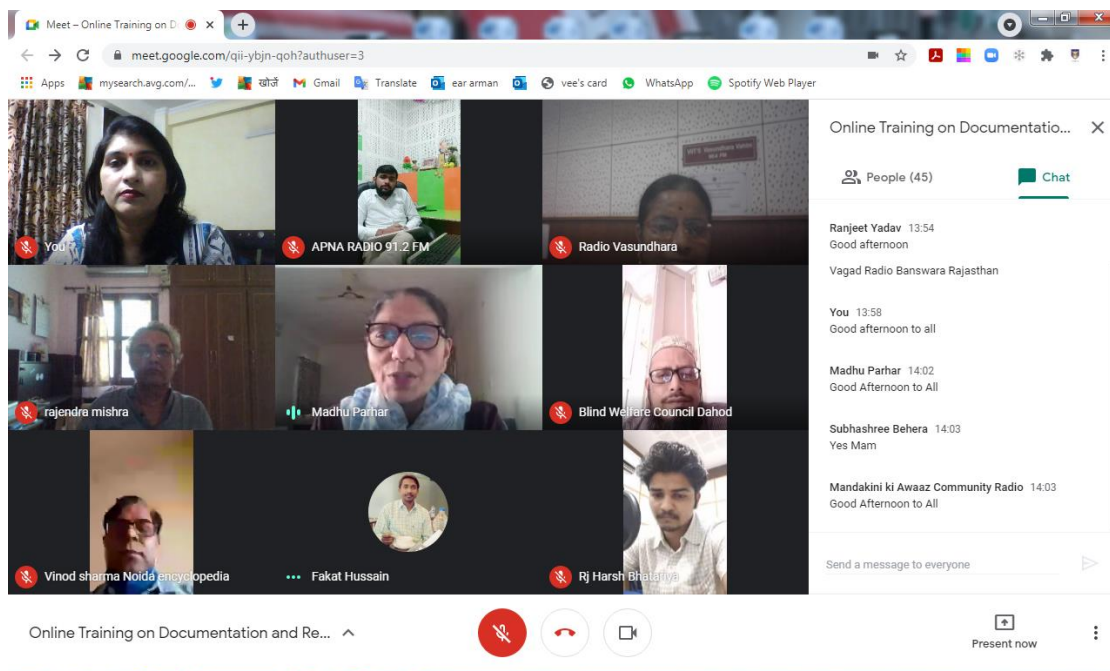 Meet – Online Training on D
meet.google.com/qii-ybjn-qoh?authuser=3
Apps mysearch.avg.com/... खोजें Gmail Translate ear arman vee's card WhatsApp Spotify Web Player
Online Training on Documentatio...
People (45) Chat
You
APNA RADIO 91.2 FM
Radio Vasundhara
rajendra mishra
Madhu Parhar
Blind Welfare Council Dahod
Vinod sharma Noida encyclopedia
Fakat Hussain
Rj Harsh Bhatariya
Ranjeet Yadav 13:54
Good afternoon
Vagad Radio Banswara Rajasthan
You 13:58
Good afternoon to all
Madhu Parhar 14:02
Good Afternoon to All
Subhashree Behera 14:03
Yes Mam
Mandakini ki Awaaz Community Radio 14:03
Good Afternoon to All
Send a message to everyone
Online Training on Documentation and Re...
Present now